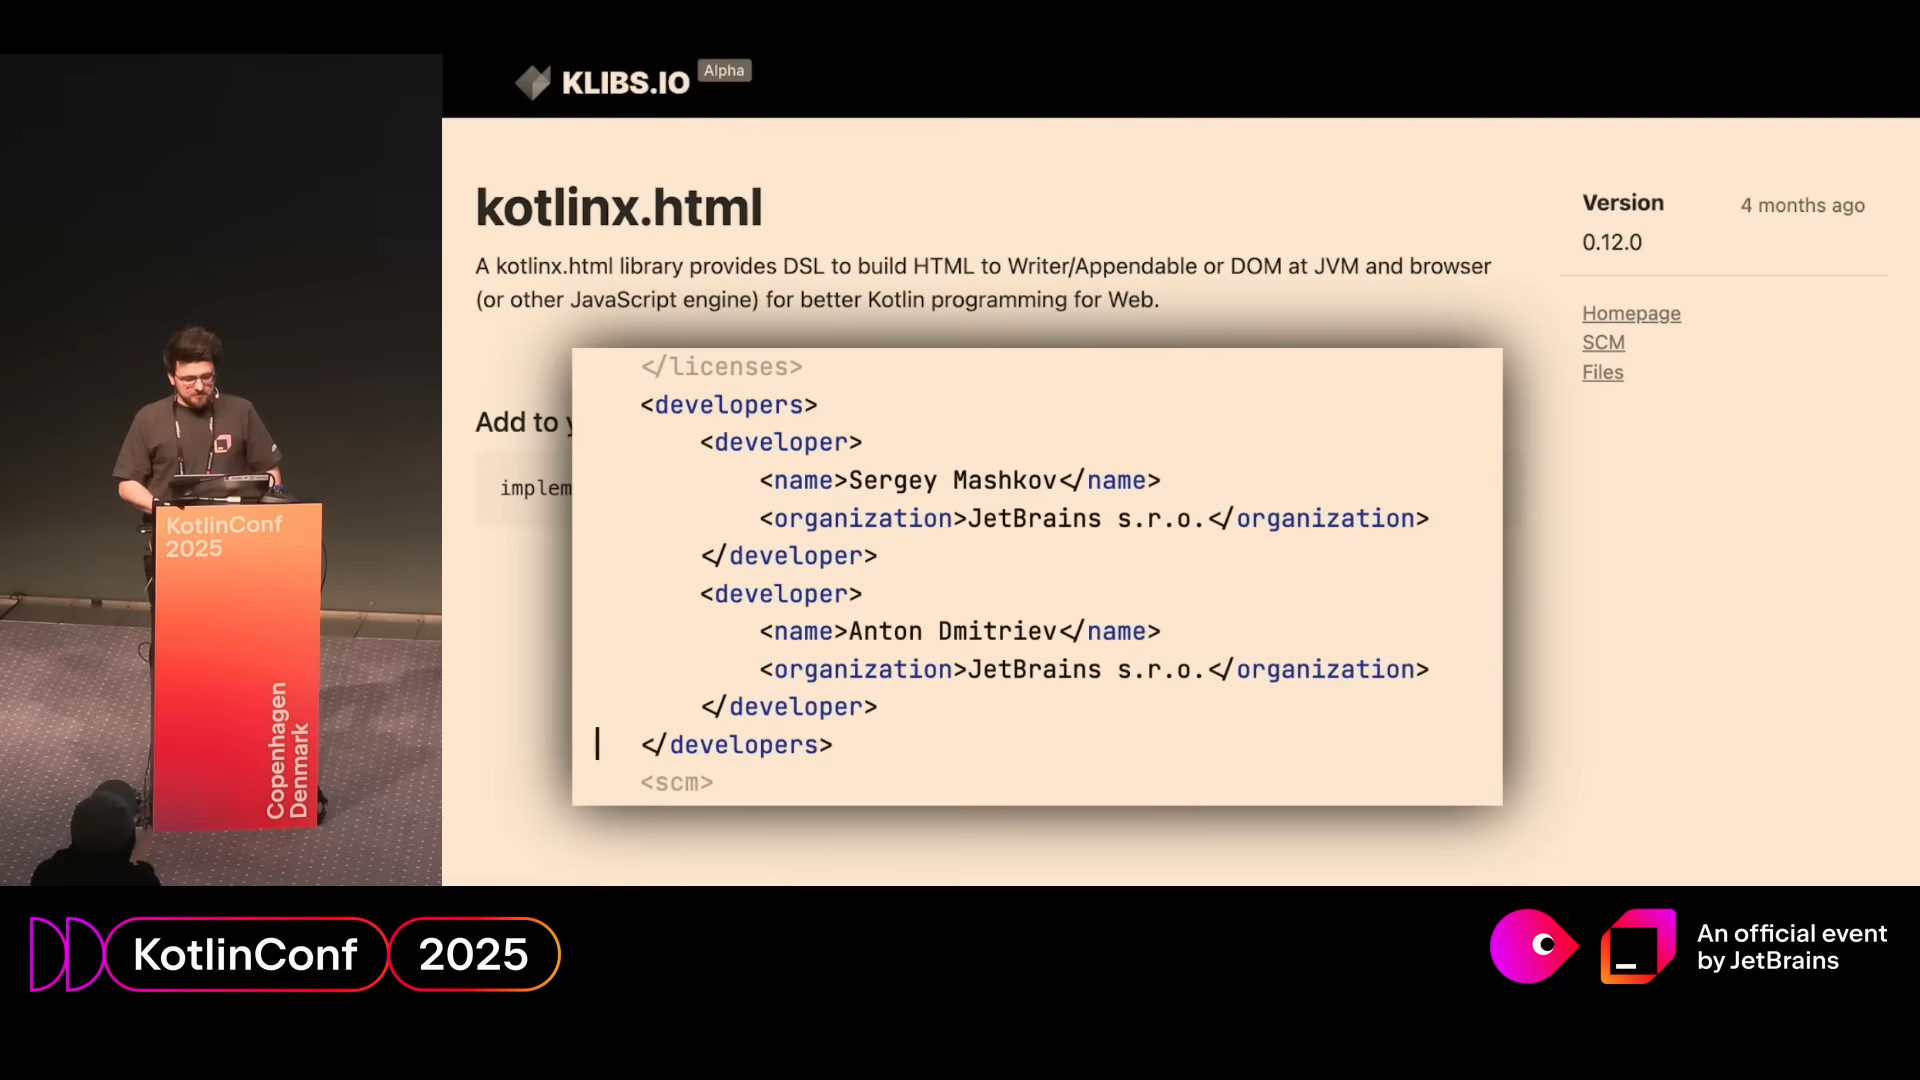 KLIBS.IO Alpha
kotlinx.html
A kotlinx.html library provides DSL to build HTML to Writer/Appendable or DOM at JVM and browser
(or other JavaScript engine) for better Kotlin programming for Web.
Version 4 months ago
0.12.0
Homepage
SCM
Files
Add to
implem
</licenses>
<developers>
<developer>
<name>Sergey Mashkov</name>
<organization>JetBrains s.r.o.</organization>
</developer>
<developer>
<name>Anton Dmitriev</name>
<organization>JetBrains s.r.o.</organization>
</developer>
</developers>
<scm>
KotlinConf
2025
Copenhagen
Denmark
KotlinConf 2025
An official event
by JetBrains